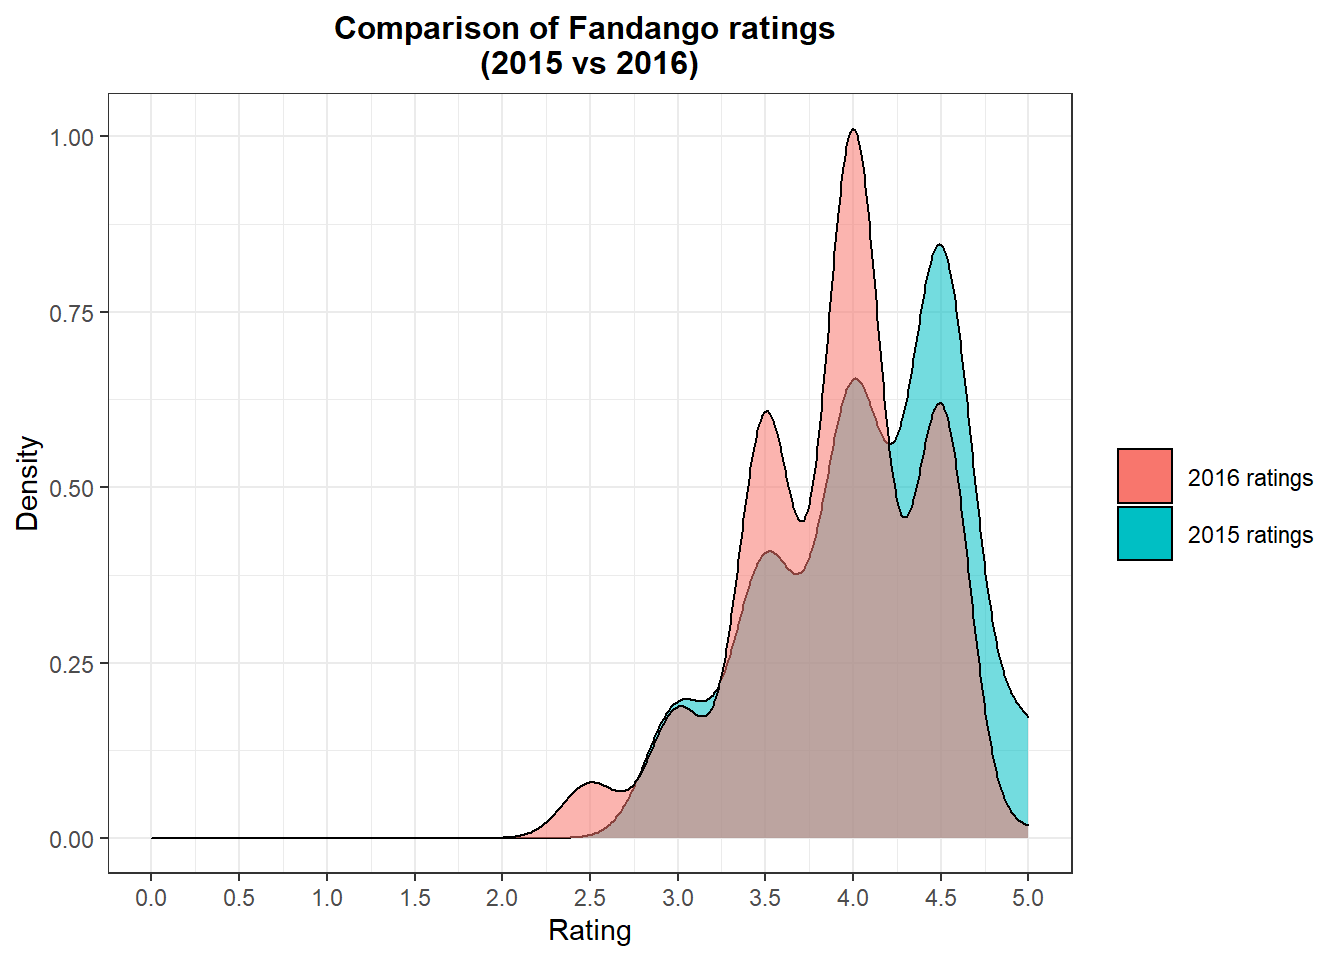 Comparison of Fandango ratings
(2015 vs 2016)
1.00
0.75
0.50
0.25
0.00
Density
0.0 0.5 1.0 1.5 2.0 2.5 3.0 3.5 4.0 4.5 5.0
Rating
2016 ratings
2015 ratings